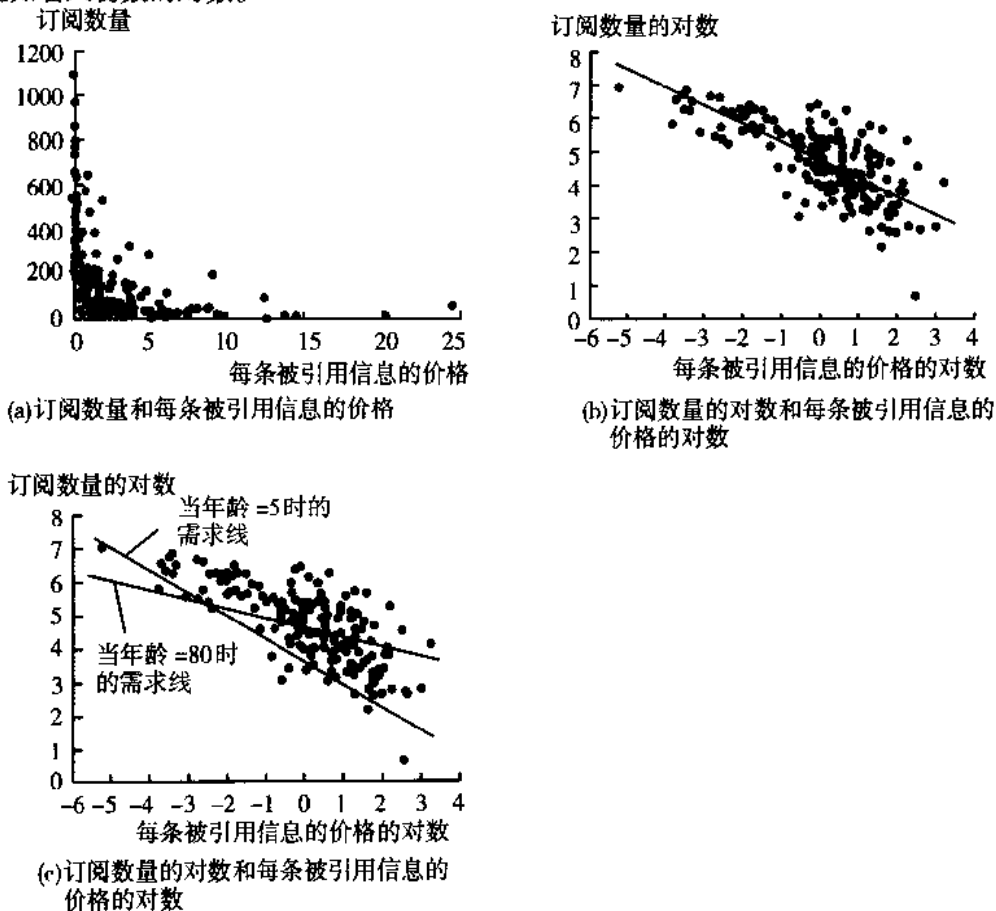 订阅数量
1200
1000
800
600
400
200
0
0 5 10 15 20 25
每条被引用信息的价格
(a)订阅数量和每条被引用信息的价格
订阅数量的对数
8
7
6
5
4
3
2
1
0
-6 -5 -4 -3 -2 -1 0 1 2 3 4
每条被引用信息的价格的对数
(b)订阅数量的对数和每条被引用信息的
价格的对数
订阅数量的对数
当年龄=5时的
需求线
8
7
6
5
4
3
2
1
0
当年龄=80时
的需求线
-6 -5 -4 -3 -2 -1 0 1 2 3 4
每条被引用信息的价格的对数
(c)订阅数量的对数和每条被引用信息的
价格的对数